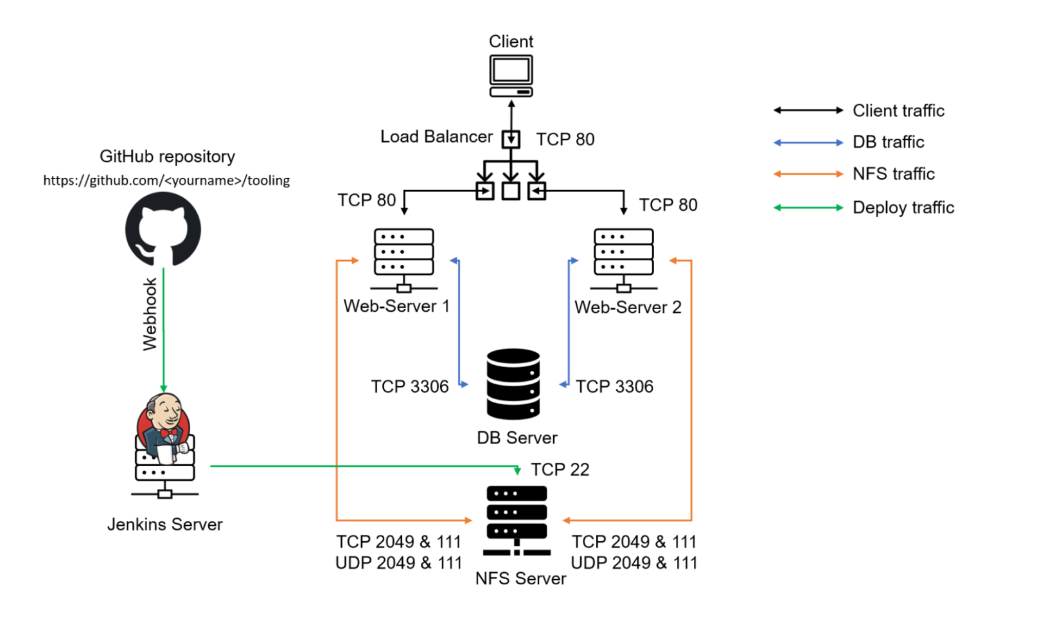 Client
Load Balancer
TCP 80
Client traffic
DB traffic
NFS traffic
Deploy traffic
GitHub repository
https://github.com/<yourname>/tooling
Webhook
Jenkins Server
TCP 80
TCP 80
Web-Server 1
Web-Server 2
TCP 3306
TCP 3306
DB Server
TCP 22
TCP 2049 & 111
UDP 2049 & 111
TCP 2049 & 111
UDP 2049 & 111
NFS Server